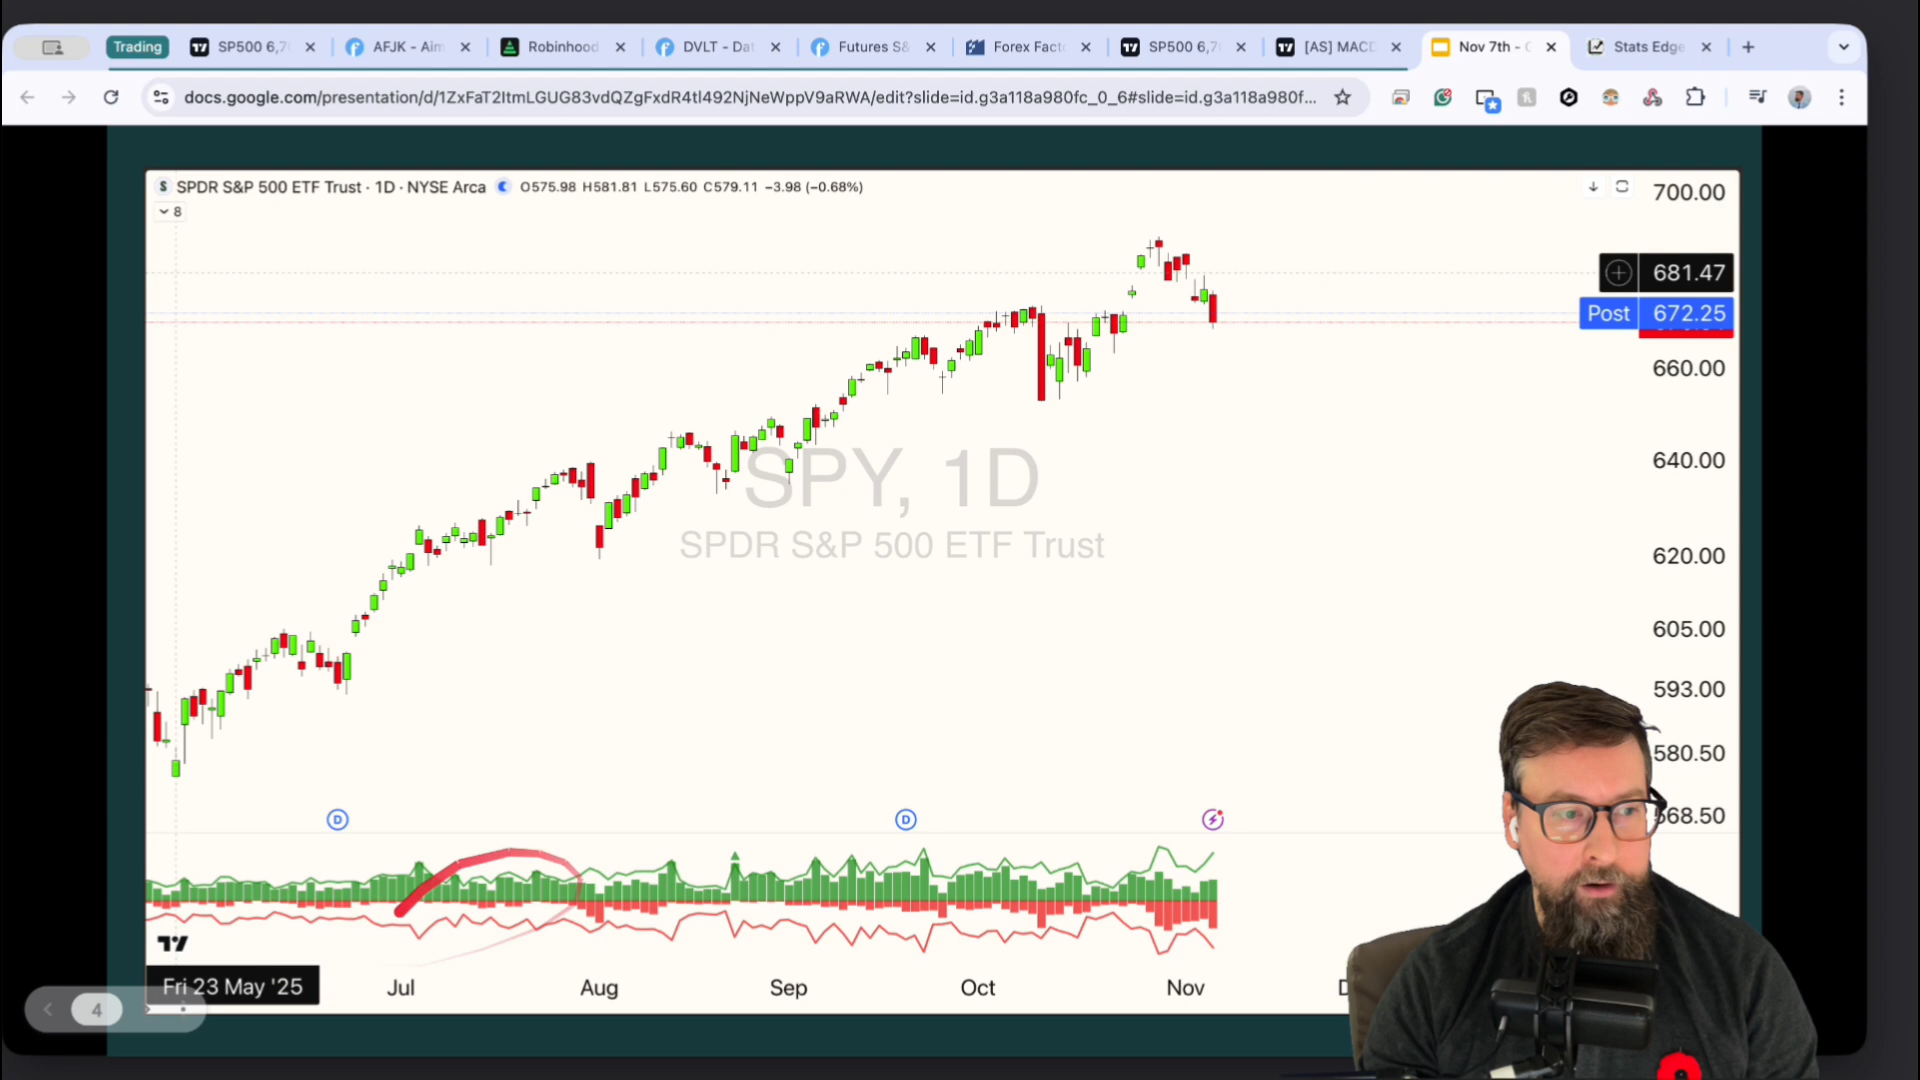 Trading
SP500 6,7
AFJK - Aim
Robinhood
DVLT - Dat
Futures S&
Forex Facto
SP500 6,7
[AS] MACD
Nov 7th -
Stats Edge
docs.google.com/presentation/d/1ZxFaT2ItmLGUG83vdQZgFxdR4tl492NjNeWppV9aRWA/edit?slide=id.g3a118a980fc_0_6#slide=id.g3a118a980f...
SPDR S&P 500 ETF Trust · 1D · NYSE Arca O575.98 H581.81 L575.60 C579.11 −3.98 (−0.68%)
8
700.00
681.47
Post 672.25
660.00
640.00
620.00
605.00
593.00
580.50
568.50
SPY, 1D
SPDR S&P 500 ETF Trust
D
D
Fri 23 May '25
Jul
Aug
Sep
Oct
Nov
4